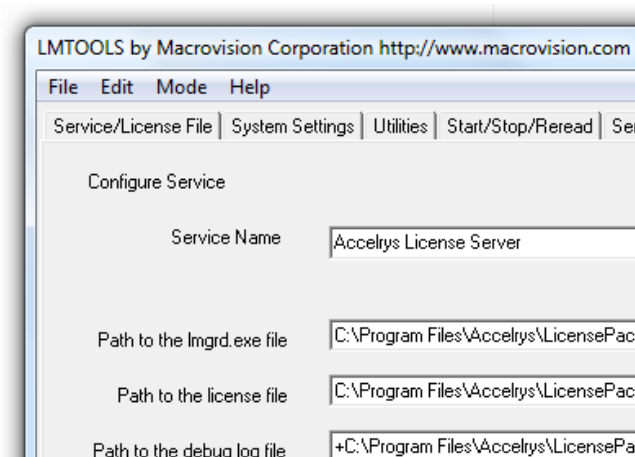 LMTOOLS by Macrovision Corporation http://www.macrovision.com
File Edit Mode Help
Service/License File System Settings Utilities Start/Stop/Reread Ser
Configure Service
Service Name Accelrys License Server
Path to the lmgrd.exe file C:\Program Files\Accelrys\LicensePac
Path to the license file C:\Program Files\Accelrys\LicensePac
Path to the debug log file +C:\Program Files\Accelrys\LicensePa